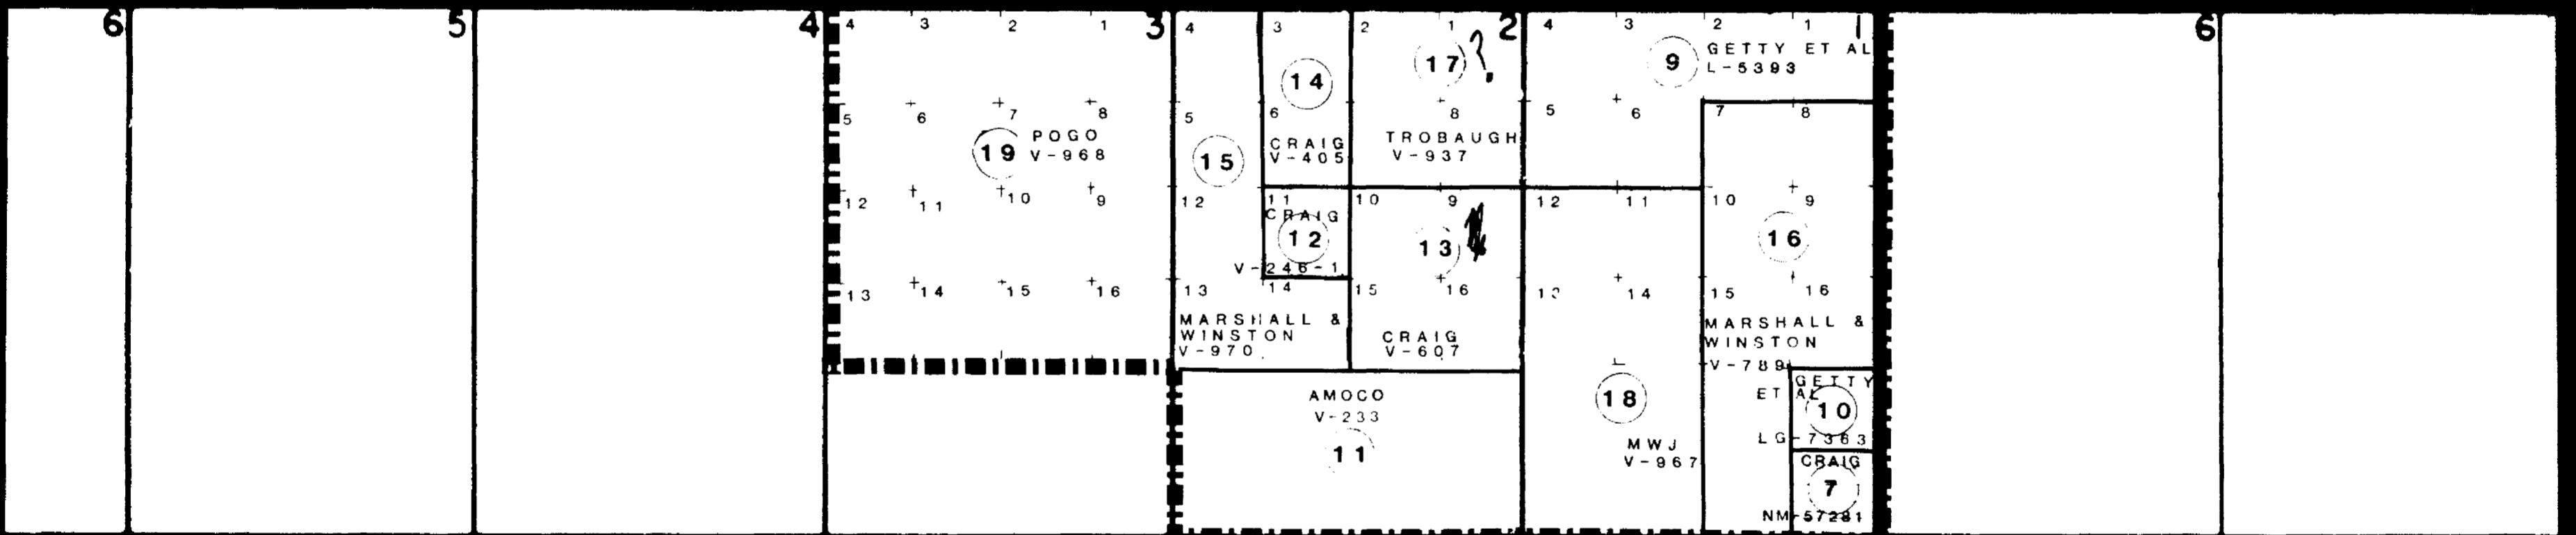 6 5 4 4 3 2 1 3 4 3 2 1 2 4 3 2 1 1 6
14 17 ? 9 GETTY ET AL
L-5393
5 6 7 8 5 6 8 5 6 7 8
19 POGO
V-968
15
CRAIG
V-405
TROBAUGH
V-937
12 11 10 9 12 11 10 9 12 11 10 9
CRAIG
12
V-246-1
13
16
13 14 15 16 13 14 15 16 14 15 16
MARSHALL &
WINSTON
V-970
CRAIG
V-607
MARSHALL &
WINSTON
V-789
AMOCO
V-233
11
18
MWJ
V-967
GETTY
ET AL
10
LG-7363
CRAIG
7
NM-57281